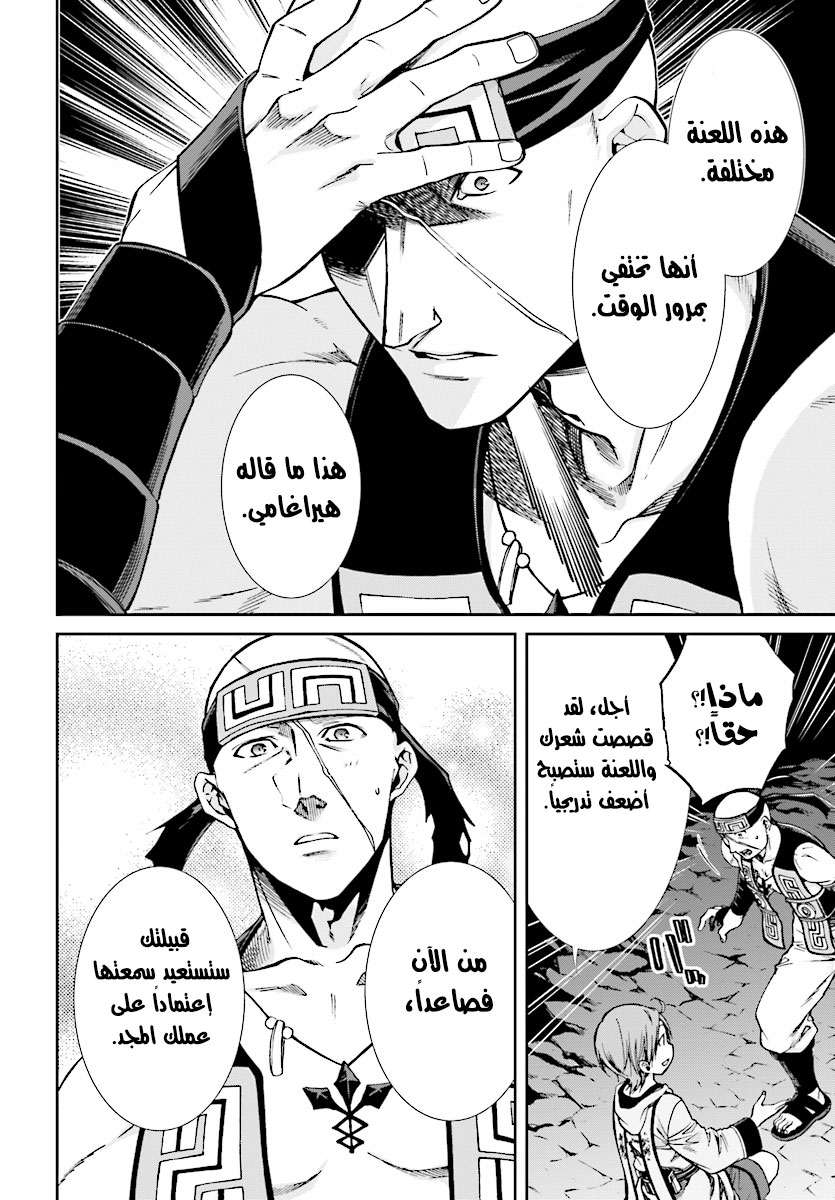 هذه اللعنة
مختلفة.
أنها تختفي
بمرور الوقت.
هذا ما قاله
هيراغامي.
ماذا!؟
حقاً!؟
أجل، لقد
قصصت شعرك
واللعنة ستصبح
أضعف تدريجياً.
من الآن
فصاعداً،
قبيلتك
ستستعيد سمعتها
إعتماداً على
عملك المجد.